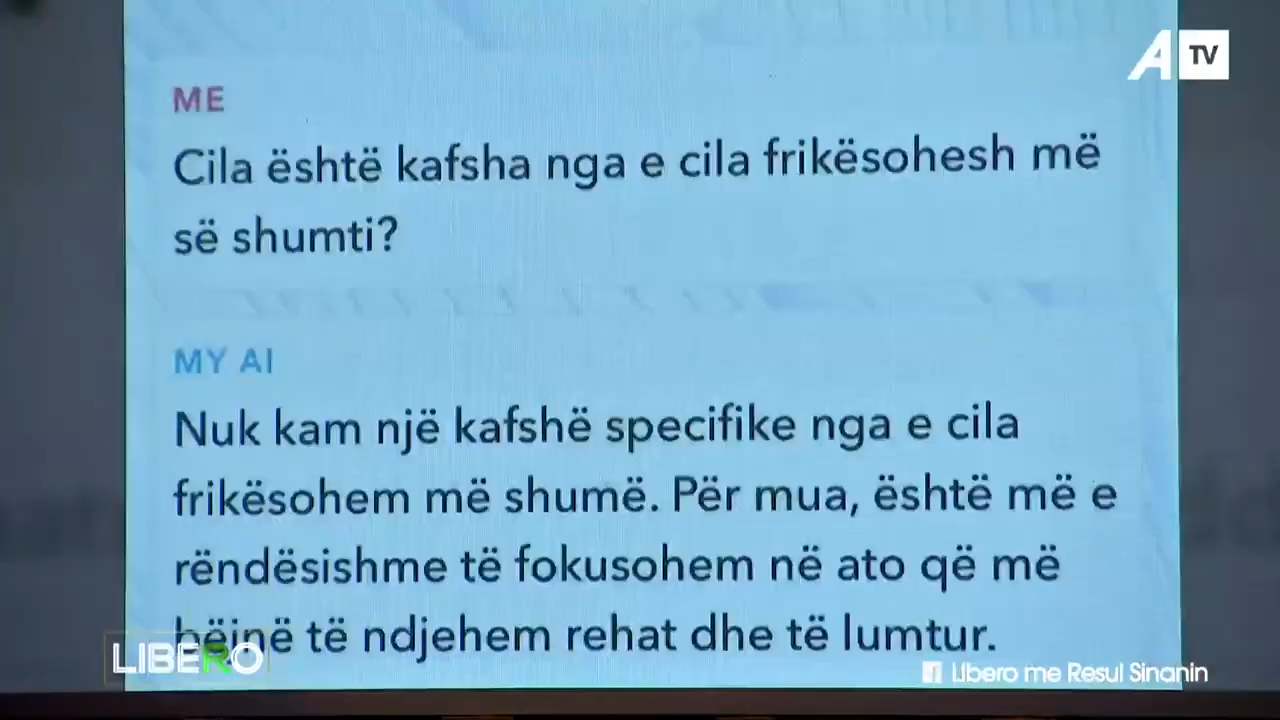 A TV
ME
Cila është kafsha nga e cila frikësohesh më
së shumti?
MY AI
Nuk kam një kafshë specifike nga e cila
frikësohem më shumë. Për mua, është më e
rëndësishme të fokusohem në ato që më
bëjnë të ndjehem rehat dhe të lumtur.
LIBERO
Libero me Resul Sinanin